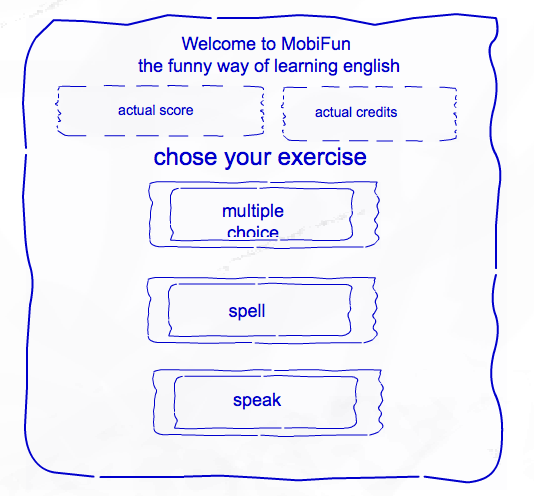 Welcome to MobiFun
the funny way of learning english
actual score
actual credits
chose your exercise
multiple
choice
spell
speak